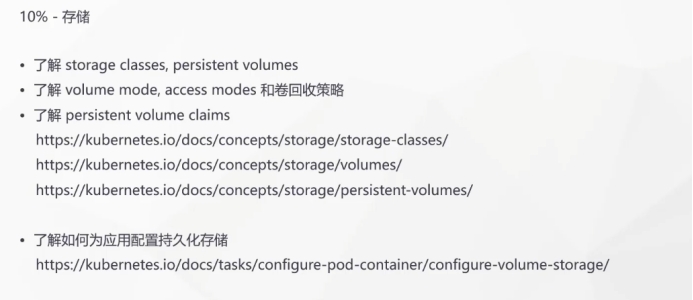 10% - 存储
• 了解 storage classes, persistent volumes
• 了解 volume mode, access modes 和卷回收策略
• 了解 persistent volume claims
https://kubernetes.io/docs/concepts/storage/storage-classes/
https://kubernetes.io/docs/concepts/storage/volumes/
https://kubernetes.io/docs/concepts/storage/persistent-volumes/
• 了解如何为应用配置持久化存储
https://kubernetes.io/docs/tasks/configure-pod-container/configure-volume-storage/